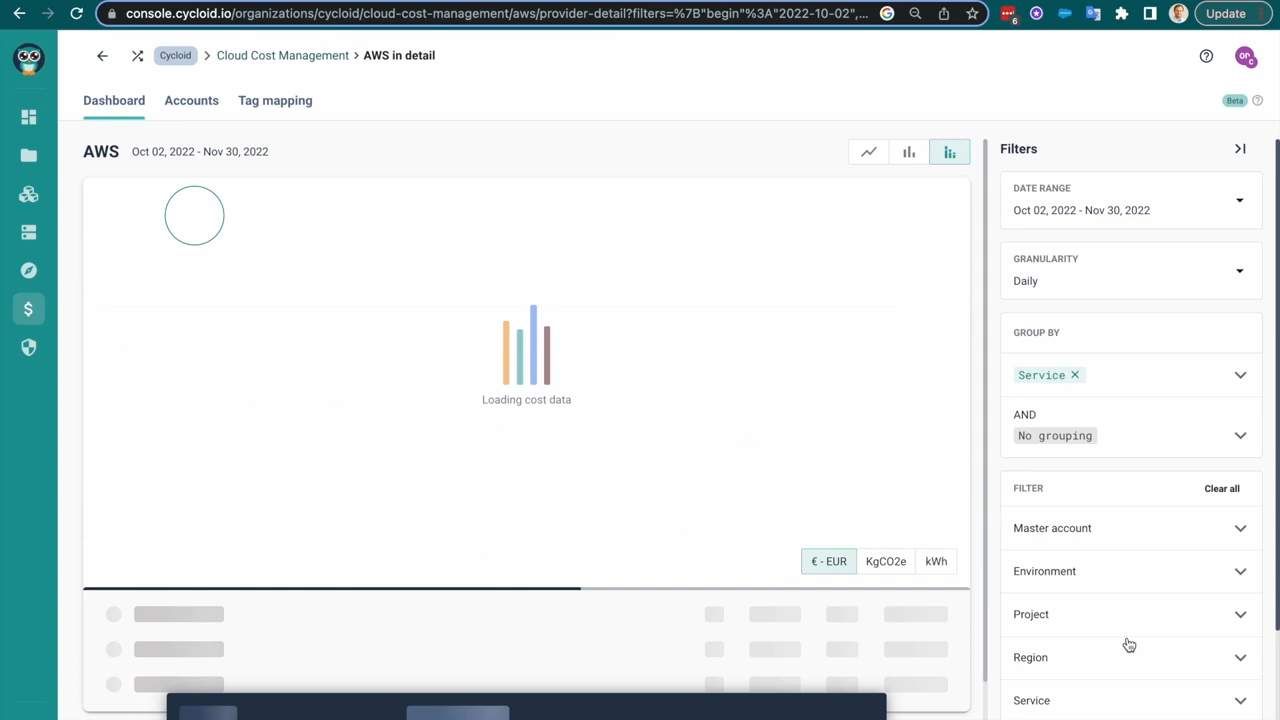 console.cycloid.io/organizations/cycloid/cloud-cost-management/aws/provider-detail?filters=%7B"begin"%3A"2022-10-02",...
6
Update
Cycloid > Cloud Cost Management > AWS in detail
or
c
Dashboard Accounts Tag mapping
Beta
AWS Oct 02, 2022 - Nov 30, 2022
Loading cost data
€ - EUR KgCO2e kWh
Filters
DATE RANGE
Oct 02, 2022 - Nov 30, 2022
GRANULARITY
Daily
GROUP BY
Service
AND
No grouping
FILTER Clear all
Master account
Environment
Project
Region
Service